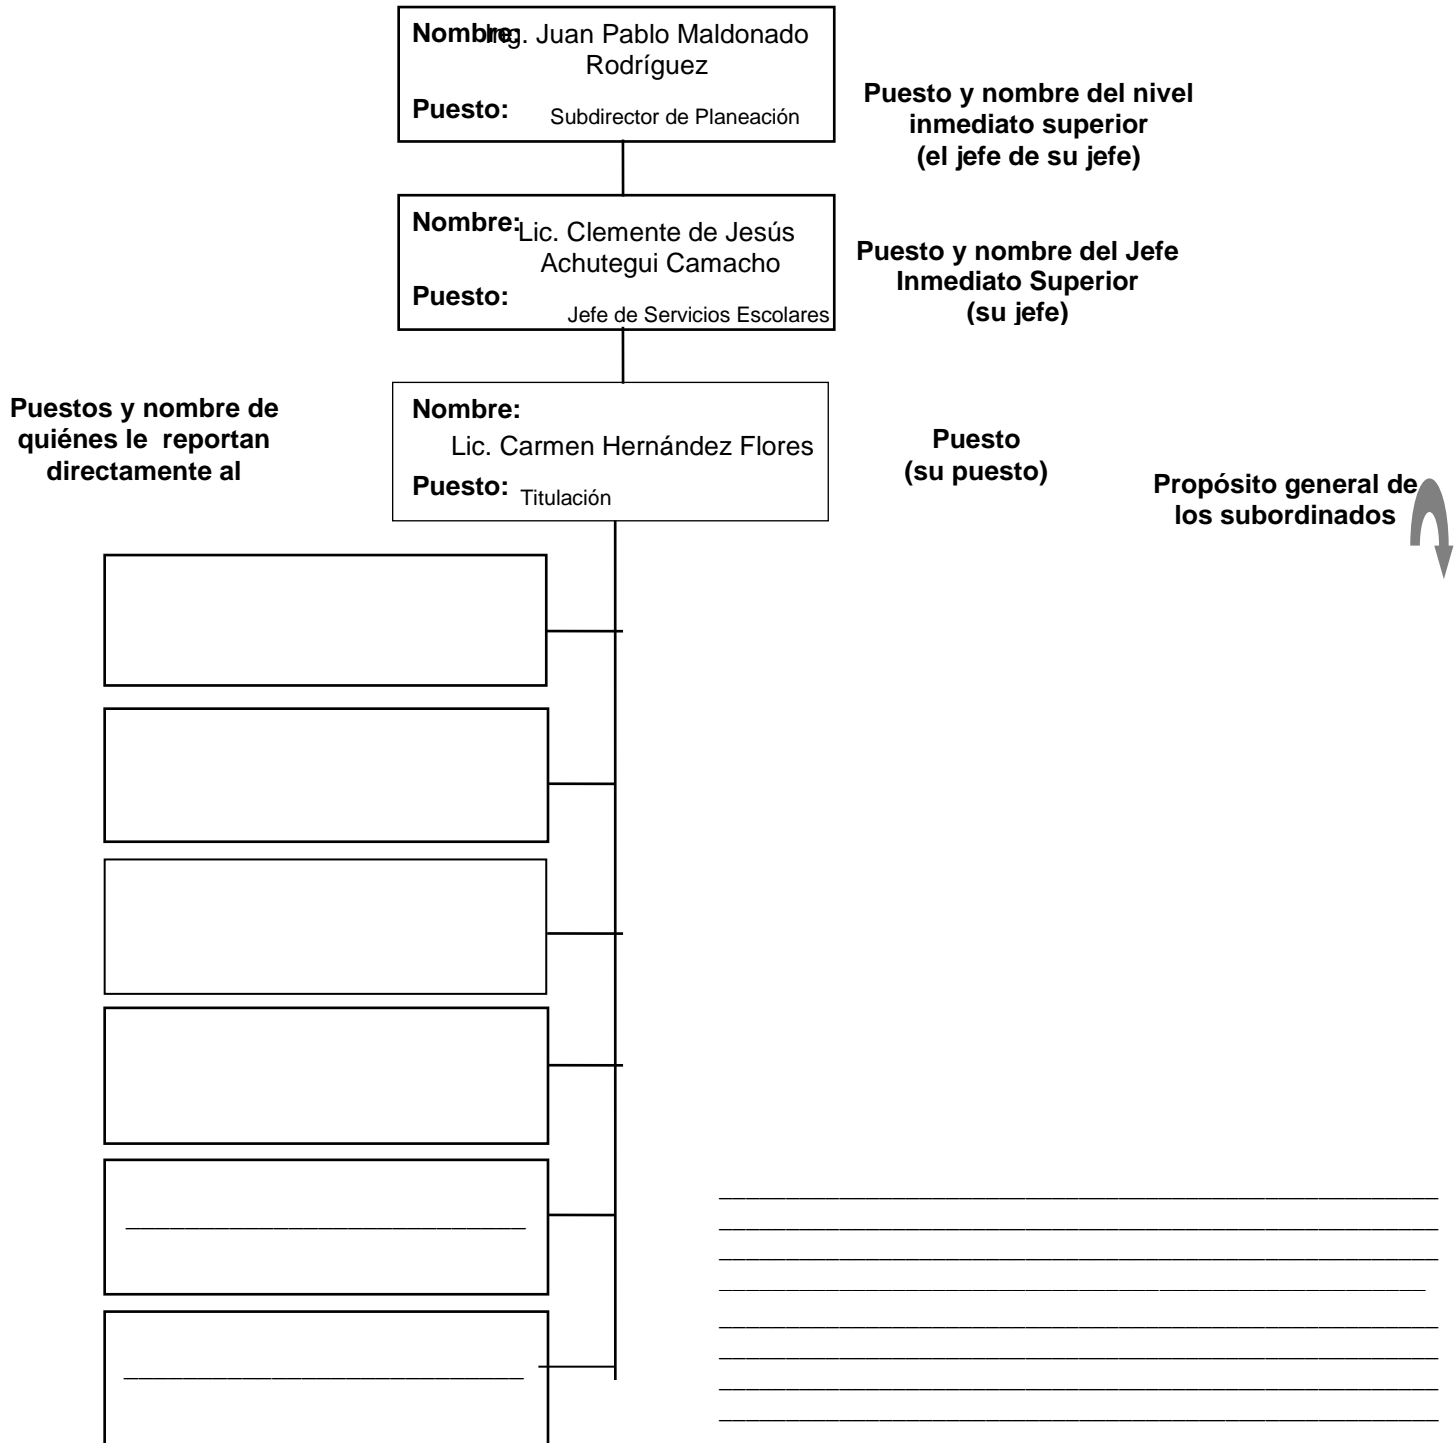 Nombre:
Ing. Juan Pablo Maldonado
Rodríguez
Puesto:
Subdirector de Planeación
Puesto y nombre del nivel
inmediato superior
(el jefe de su jefe)
Nombre:
Lic. Clemente de Jesús
Achutegui Camacho
Puesto:
Jefe de Servicios Escolares
Puesto y nombre del Jefe
Inmediato Superior
(su jefe)
Puestos y nombre de
quiénes le reportan
directamente al
Nombre:
Lic. Carmen Hernández Flores
Puesto:
Titulación
Puesto
(su puesto)
Propósito general de
los subordinados